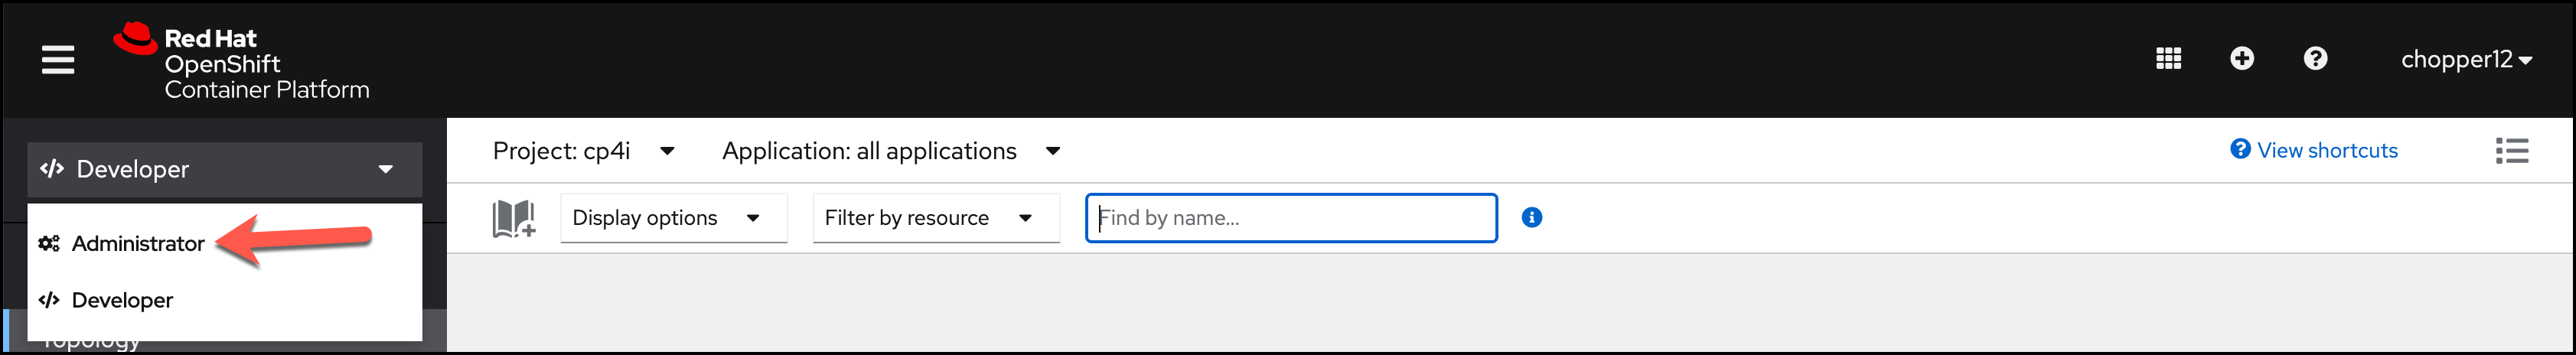 Red Hat
OpenShift
Container Platform
chopper12
Developer
Administrator
Developer
Topology
Project: cp4i
Application: all applications
View shortcuts
Display options
Filter by resource
Find by name...